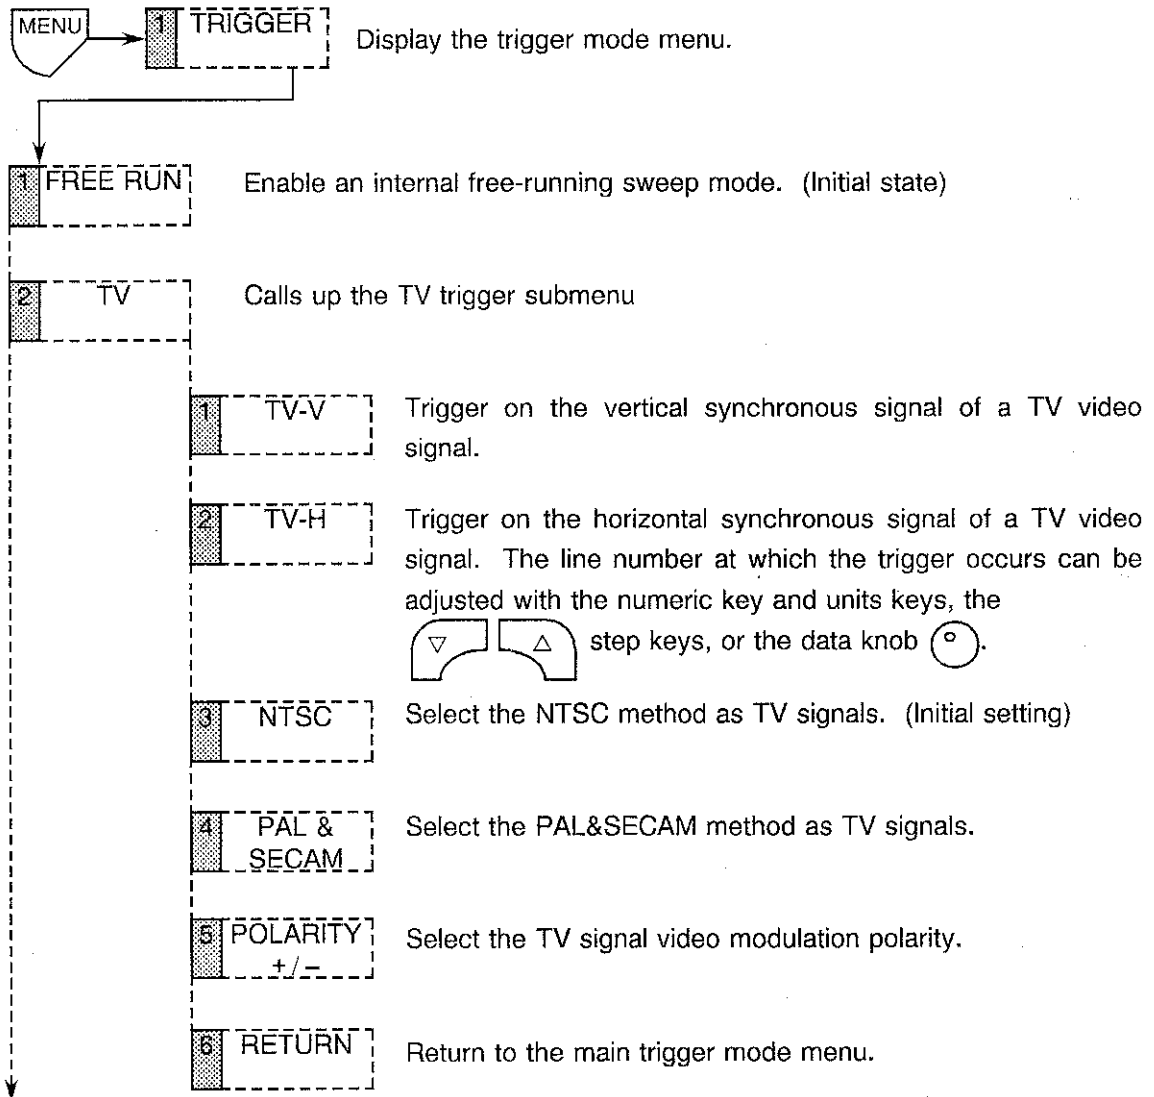 MENU
1 TRIGGER
Display the trigger mode menu.
1 FREE RUN
Enable an internal free-running sweep mode. (Initial state)
2 TV
Calls up the TV trigger submenu
1 TV-V
Trigger on the vertical synchronous signal of a TV video
signal.
2 TV-H
Trigger on the horizontal synchronous signal of a TV video
signal. The line number at which the trigger occurs can be
adjusted with the numeric key and units keys, the
▽ △ step keys, or the data knob .
3 NTSC
Select the NTSC method as TV signals. (Initial setting)
4 PAL &
SECAM
Select the PAL&SECAM method as TV signals.
5 POLARITY
+/−
Select the TV signal video modulation polarity.
6 RETURN
Return to the main trigger mode menu.